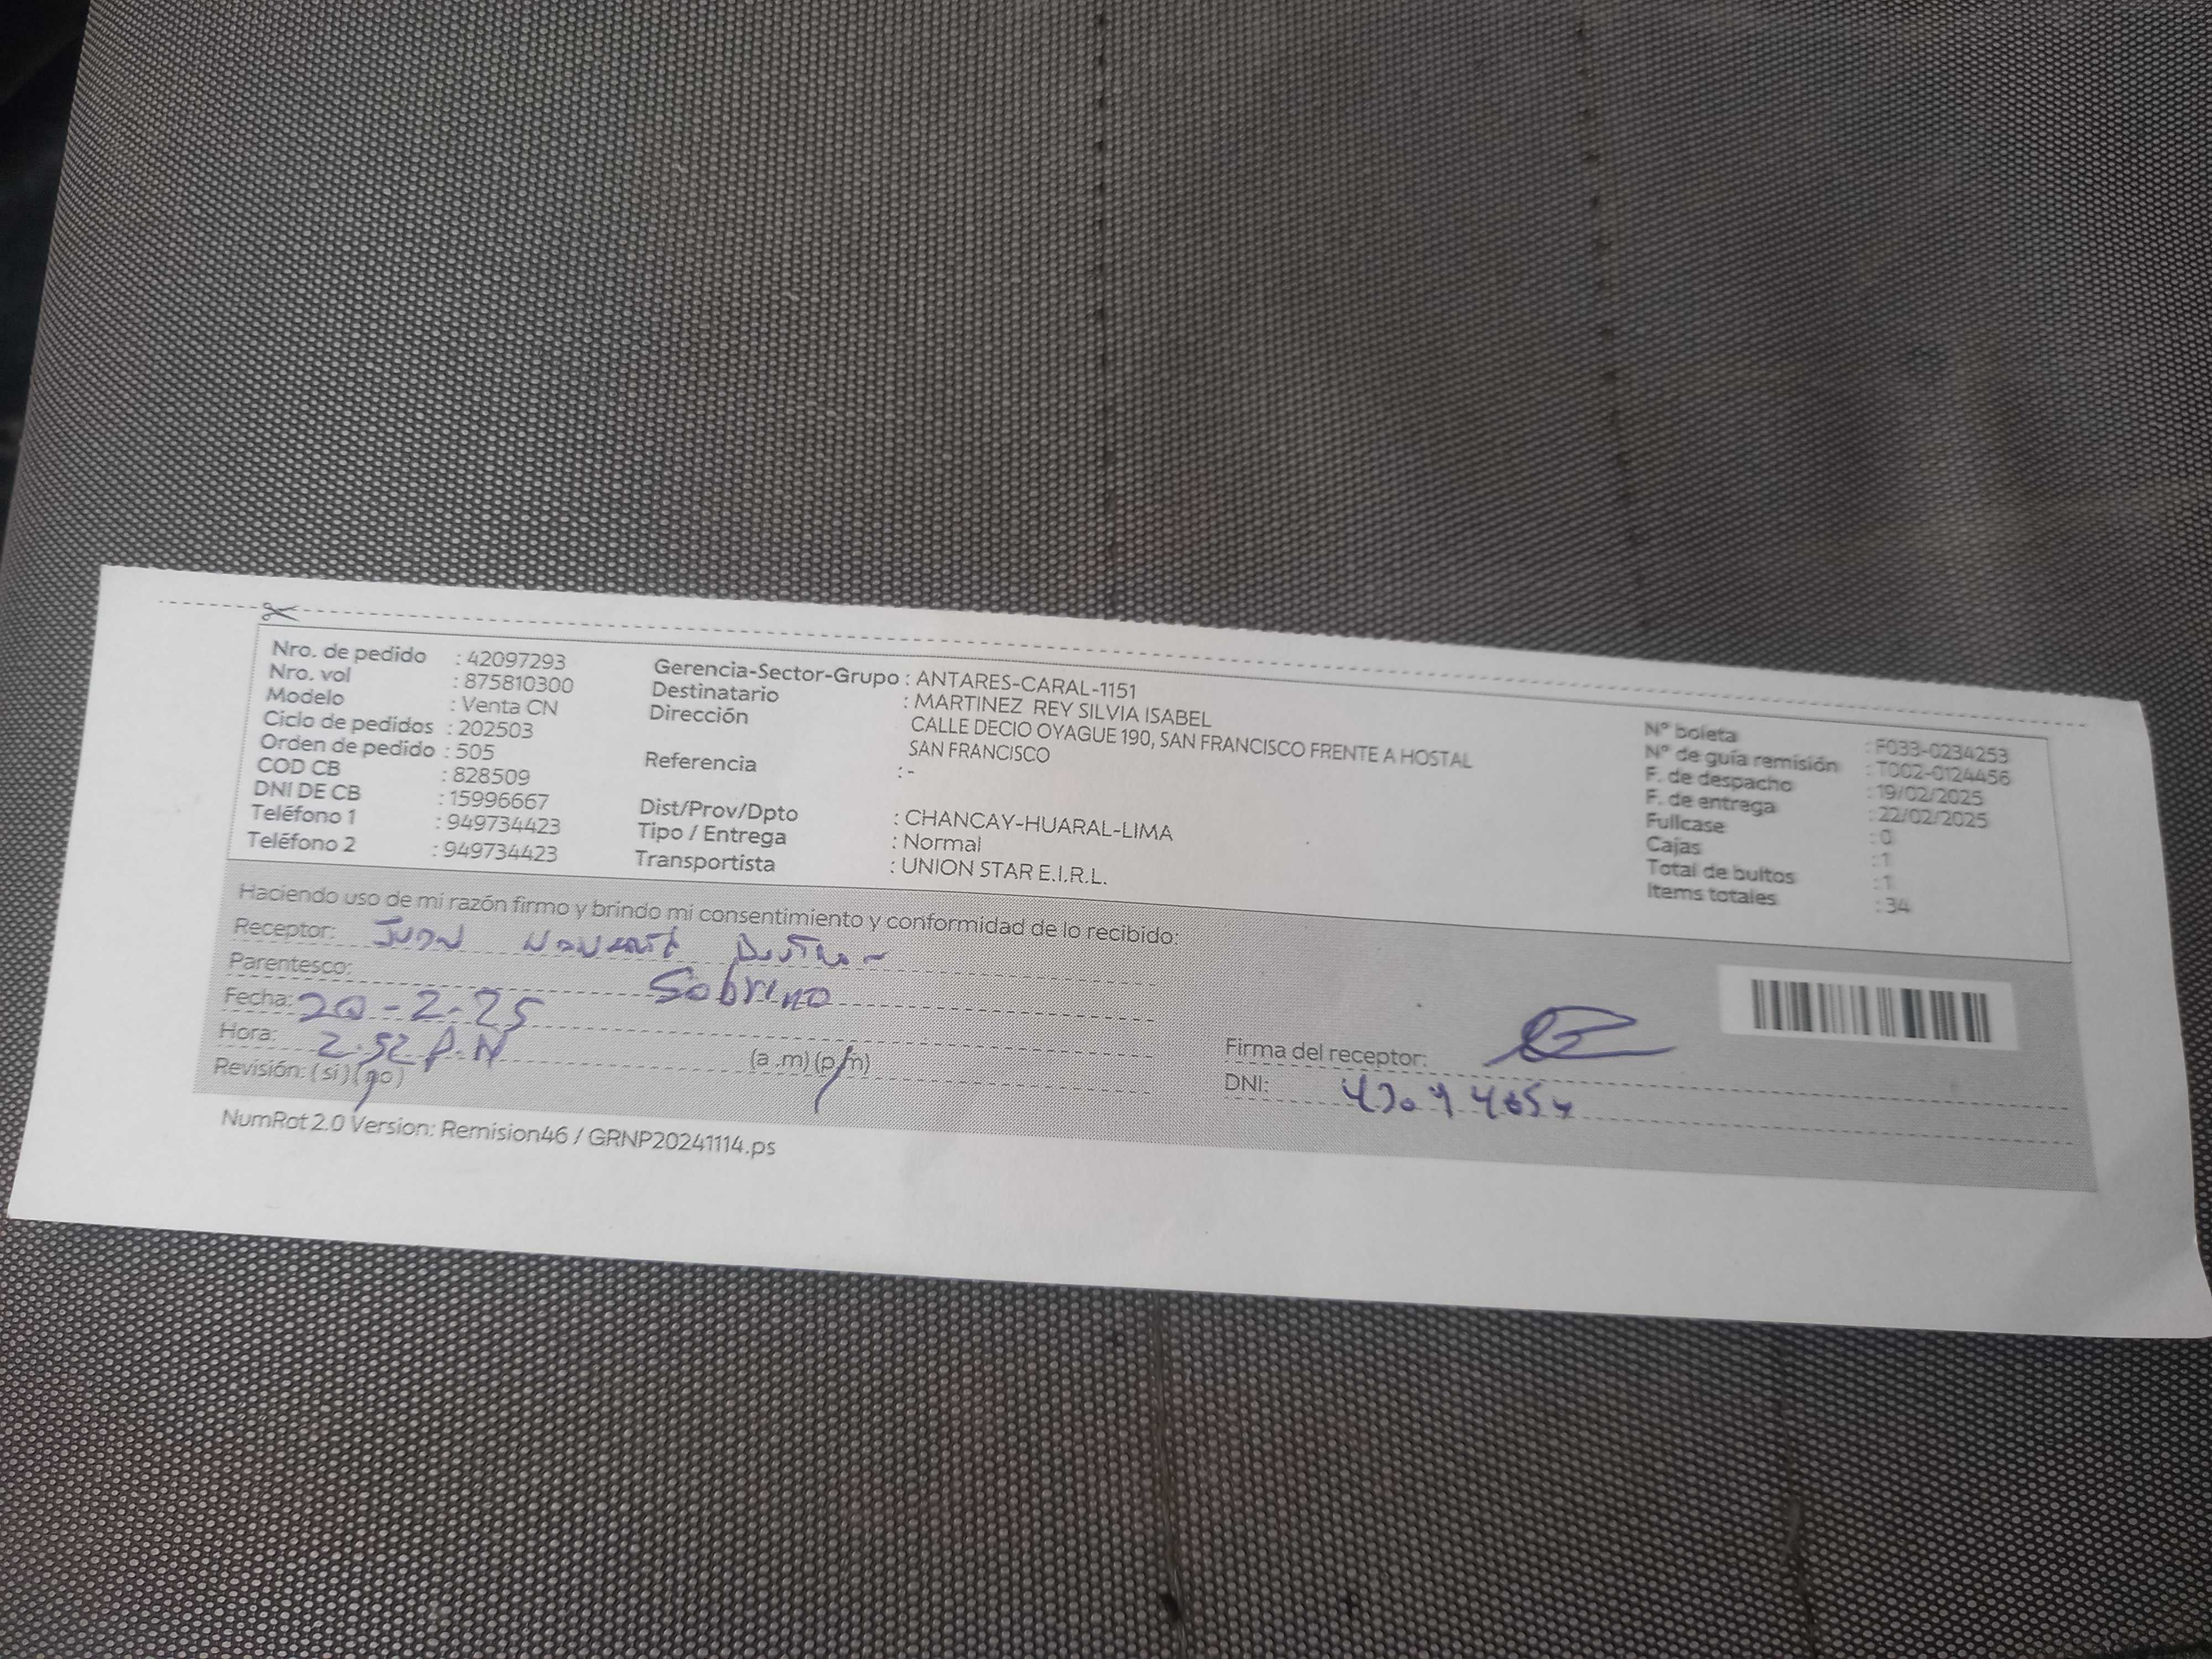 Nro. de pedido : 42097293
Nro. vol : 875810300
Modelo : Venta CN
Ciclo de pedidos : 202503
Orden de pedido : 505
COD CB : 828509
DNI DE CB : 15996667
Teléfono 1 : 949734423
Teléfono 2 : 949734423
Gerencia-Sector-Grupo : ANTARES-CARAL-1151
Destinatario : MARTINEZ REY SILVIA ISABEL
Dirección CALLE DECIO OYAGUE 190, SAN FRANCISCO FRENTE A HOSTAL
SAN FRANCISCO
Referencia : -
Dist/Prov/Dpto : CHANCAY-HUARAL-LIMA
Tipo / Entrega : Normal
Transportista : UNION STAR E.I.R.L.
Nº boleta : F033-0234253
Nº de guía remisión : T002-0124456
F. de despacho : 19/02/2025
F. de entrega : 22/02/2025
Fullcase : 0
Cajas : 1
Total de bultos : 1
Items totales : 34
Haciendo uso de mi razón firmo y brindo mi consentimiento y conformidad de lo recibido:
Receptor: Juan
Parentesco: Sobrino
Fecha: 20-2-25
Hora: 2:52 P.M (a .m) (p/m)
Revisión: (si) (no)
Firma del receptor:
DNI:
NumRot 2.0 Version: Remision46 / GRNP20241114.ps